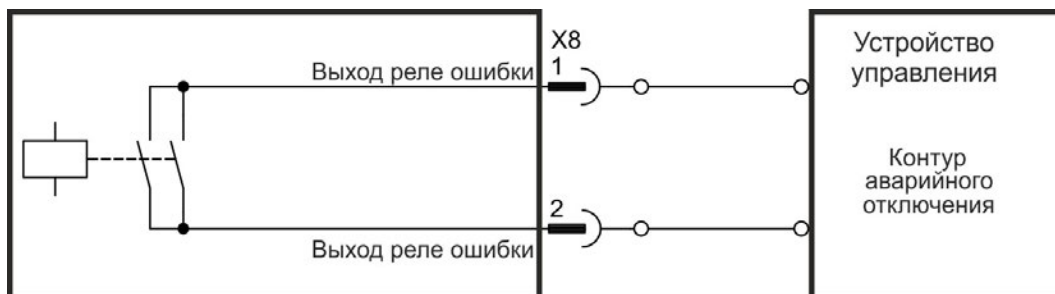 X8
Выход реле ошибки
1
Устройство
управления
Контур
аварийного
отключения
2
Выход реле ошибки